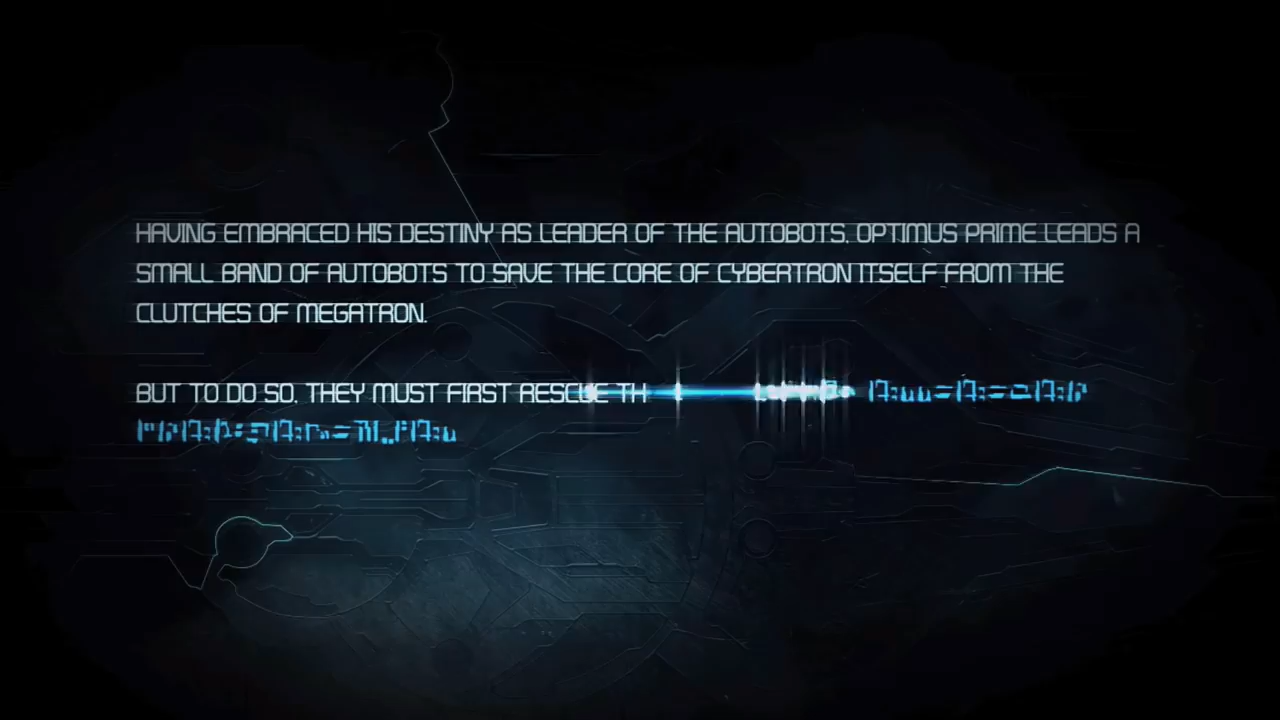 HAVING EMBRACED HIS DESTINY AS LEADER OF THE AUTOBOTS, OPTIMUS PRIME LEADS A
SMALL BAND OF AUTOBOTS TO SAVE THE CORE OF CYBERTRON ITSELF FROM THE
CLUTCHES OF MEGATRON.
BUT TO DO SO, THEY MUST FIRST RESCUE TH